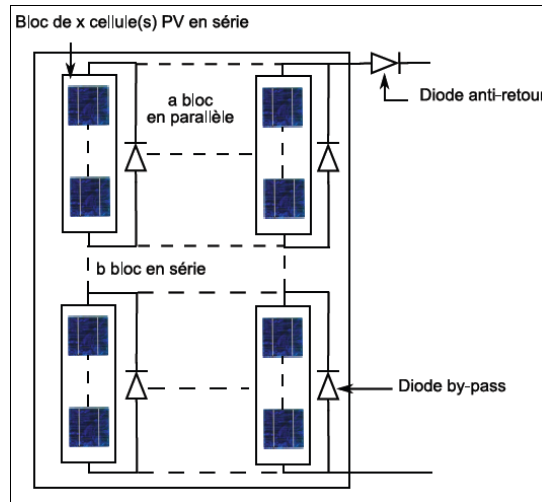 Bloc de x cellule(s) PV en série
a bloc
en parallèle
Diode anti-retour
b bloc en série
Diode by-pass